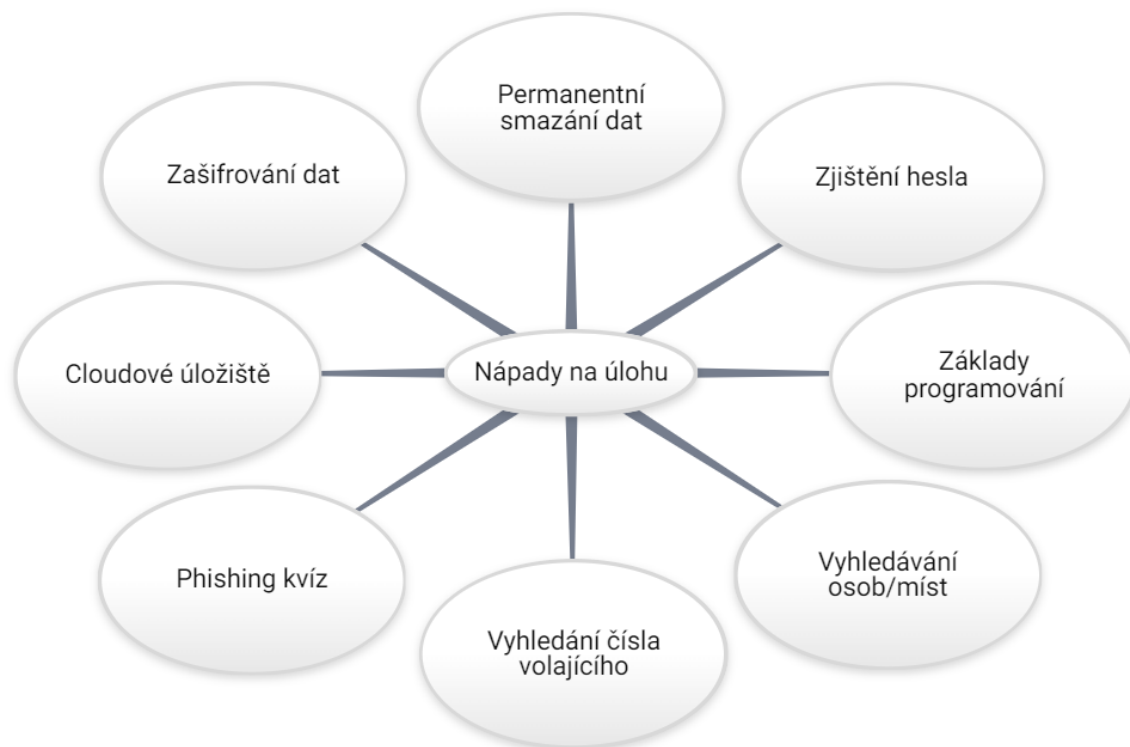 Permanentní
smazání dat
Zašifrování dat
Zjištění hesla
Cloudové úložiště
Nápady na úlohu
Základy
programování
Phishing kvíz
Vyhledávání
osob/míst
Vyhledání čísla
volajícího